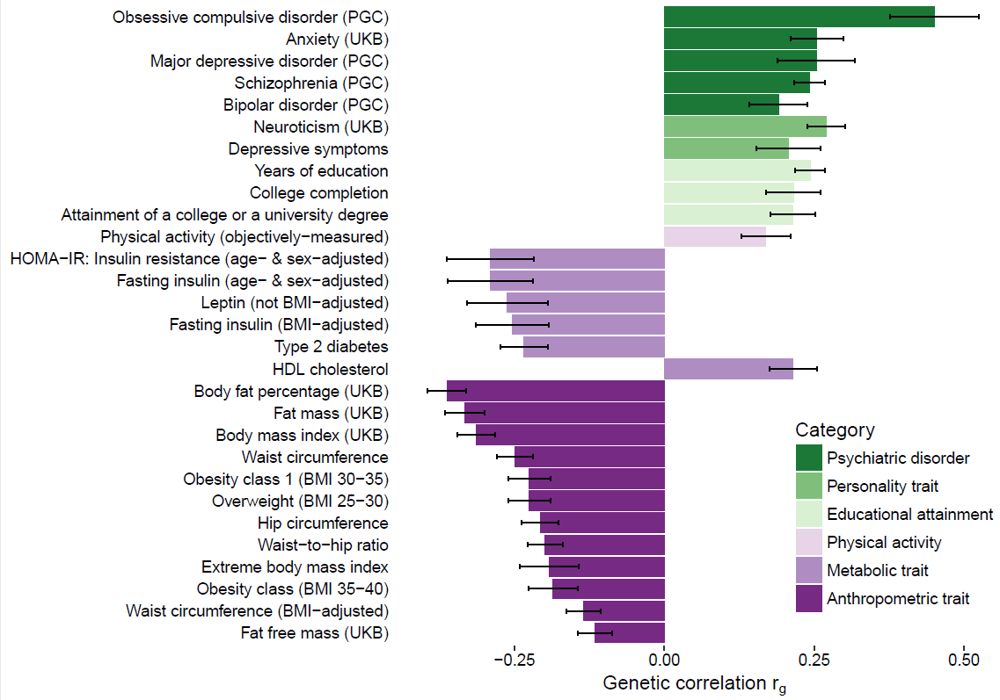 Obsessive compulsive disorder (PGC)
Anxiety (UKB)
Major depressive disorder (PGC)
Schizophrenia (PGC)
Bipolar disorder (PGC)
Neuroticism (UKB)
Depressive symptoms
Years of education
College completion
Attainment of a college or a university degree
Physical activity (objectively−measured)
HOMA−IR: Insulin resistance (age− & sex−adjusted)
Fasting insulin (age− & sex−adjusted)
Leptin (not BMI−adjusted)
Fasting insulin (BMI−adjusted)
Type 2 diabetes
HDL cholesterol
Body fat percentage (UKB)
Fat mass (UKB)
Body mass index (UKB)
Waist circumference
Obesity class 1 (BMI 30−35)
Overweight (BMI 25−30)
Hip circumference
Waist−to−hip ratio
Extreme body mass index
Obesity class (BMI 35−40)
Waist circumference (BMI−adjusted)
Fat free mass (UKB)
Category
Psychiatric disorder
Personality trait
Educational attainment
Physical activity
Metabolic trait
Anthropometric trait
−0.25 0.00 0.25 0.50
Genetic correlation rg